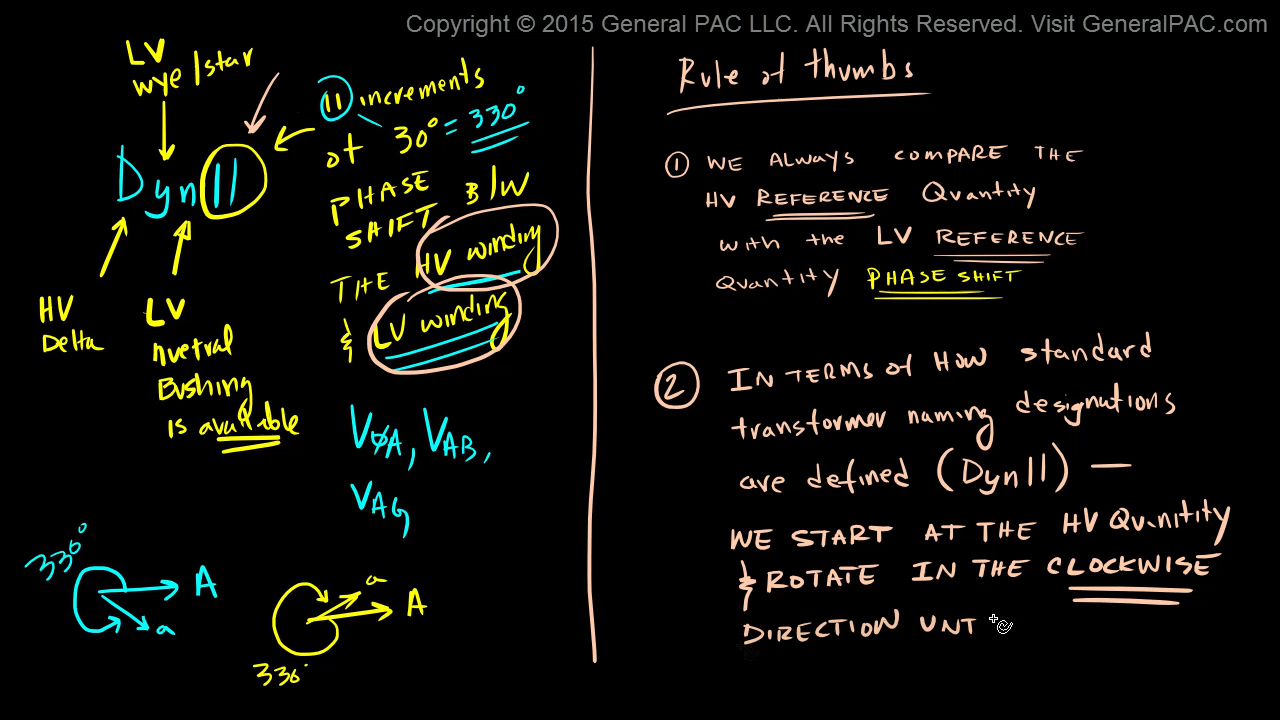 Copyright © 2015 General PAC LLC. All Rights Reserved. Visit GeneralPAC.com
LV
wye/star
Dyn11
HV
Delta
LV
nuetral
Bushing
is available
11 increments
of 30° = 330°
PHASE
SHIFT B/W
THE HV winding
& LV winding
VØA, VAB,
VAG
330°
A
a
a
A
330°
Rule of thumbs
1 WE ALWAYS COMPARE THE
HV REFERENCE Quantity
with the LV REFERENCE
Quantity PHASE SHIFT
2 IN TERMS of HOW standard
transformer naming designations
are defined (Dyn11) —
WE START AT THE HV Qunitity
& ROTATE IN THE CLOCKWISE
DIRECTION UNT